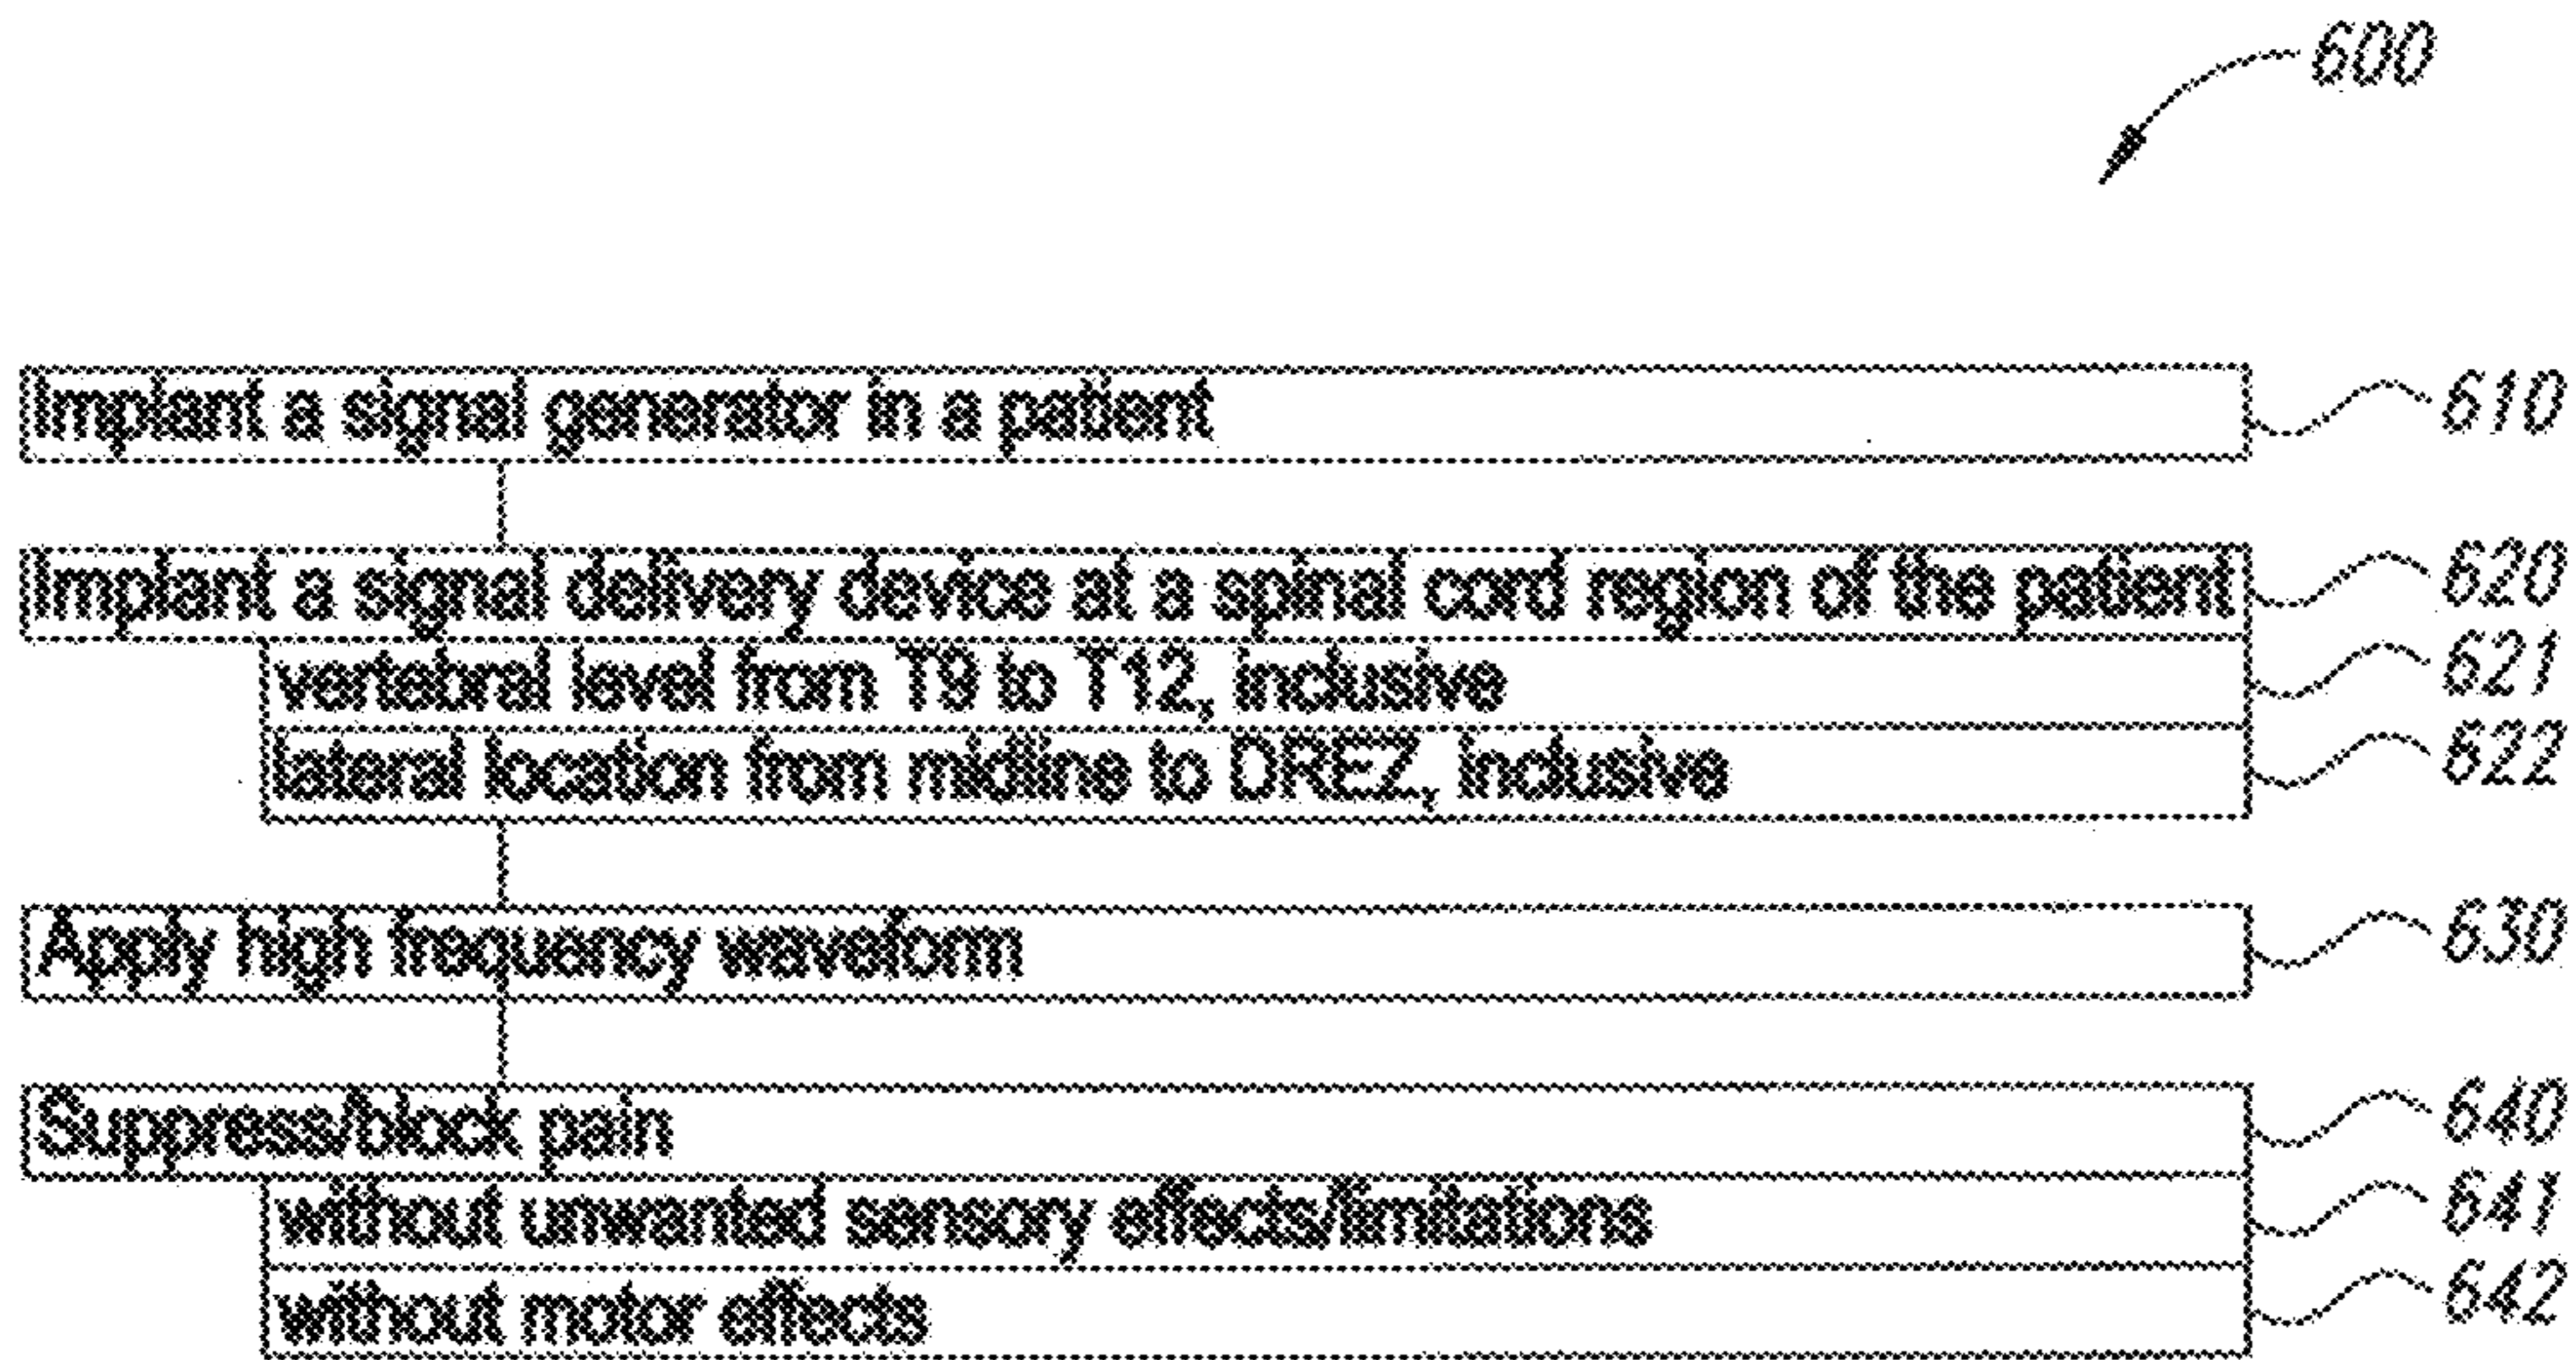 600
Implant a signal generator in a patient 610
Implant a signal delivery device at a spinal cord region of the patient 620
vertebral level from T9 to T12, inclusive 621
lateral location from midline to DREZ, inclusive 622
Apply high frequency waveform 630
Suppress/block pain 640
without unwanted sensory effects/limitations 641
without motor effects 642